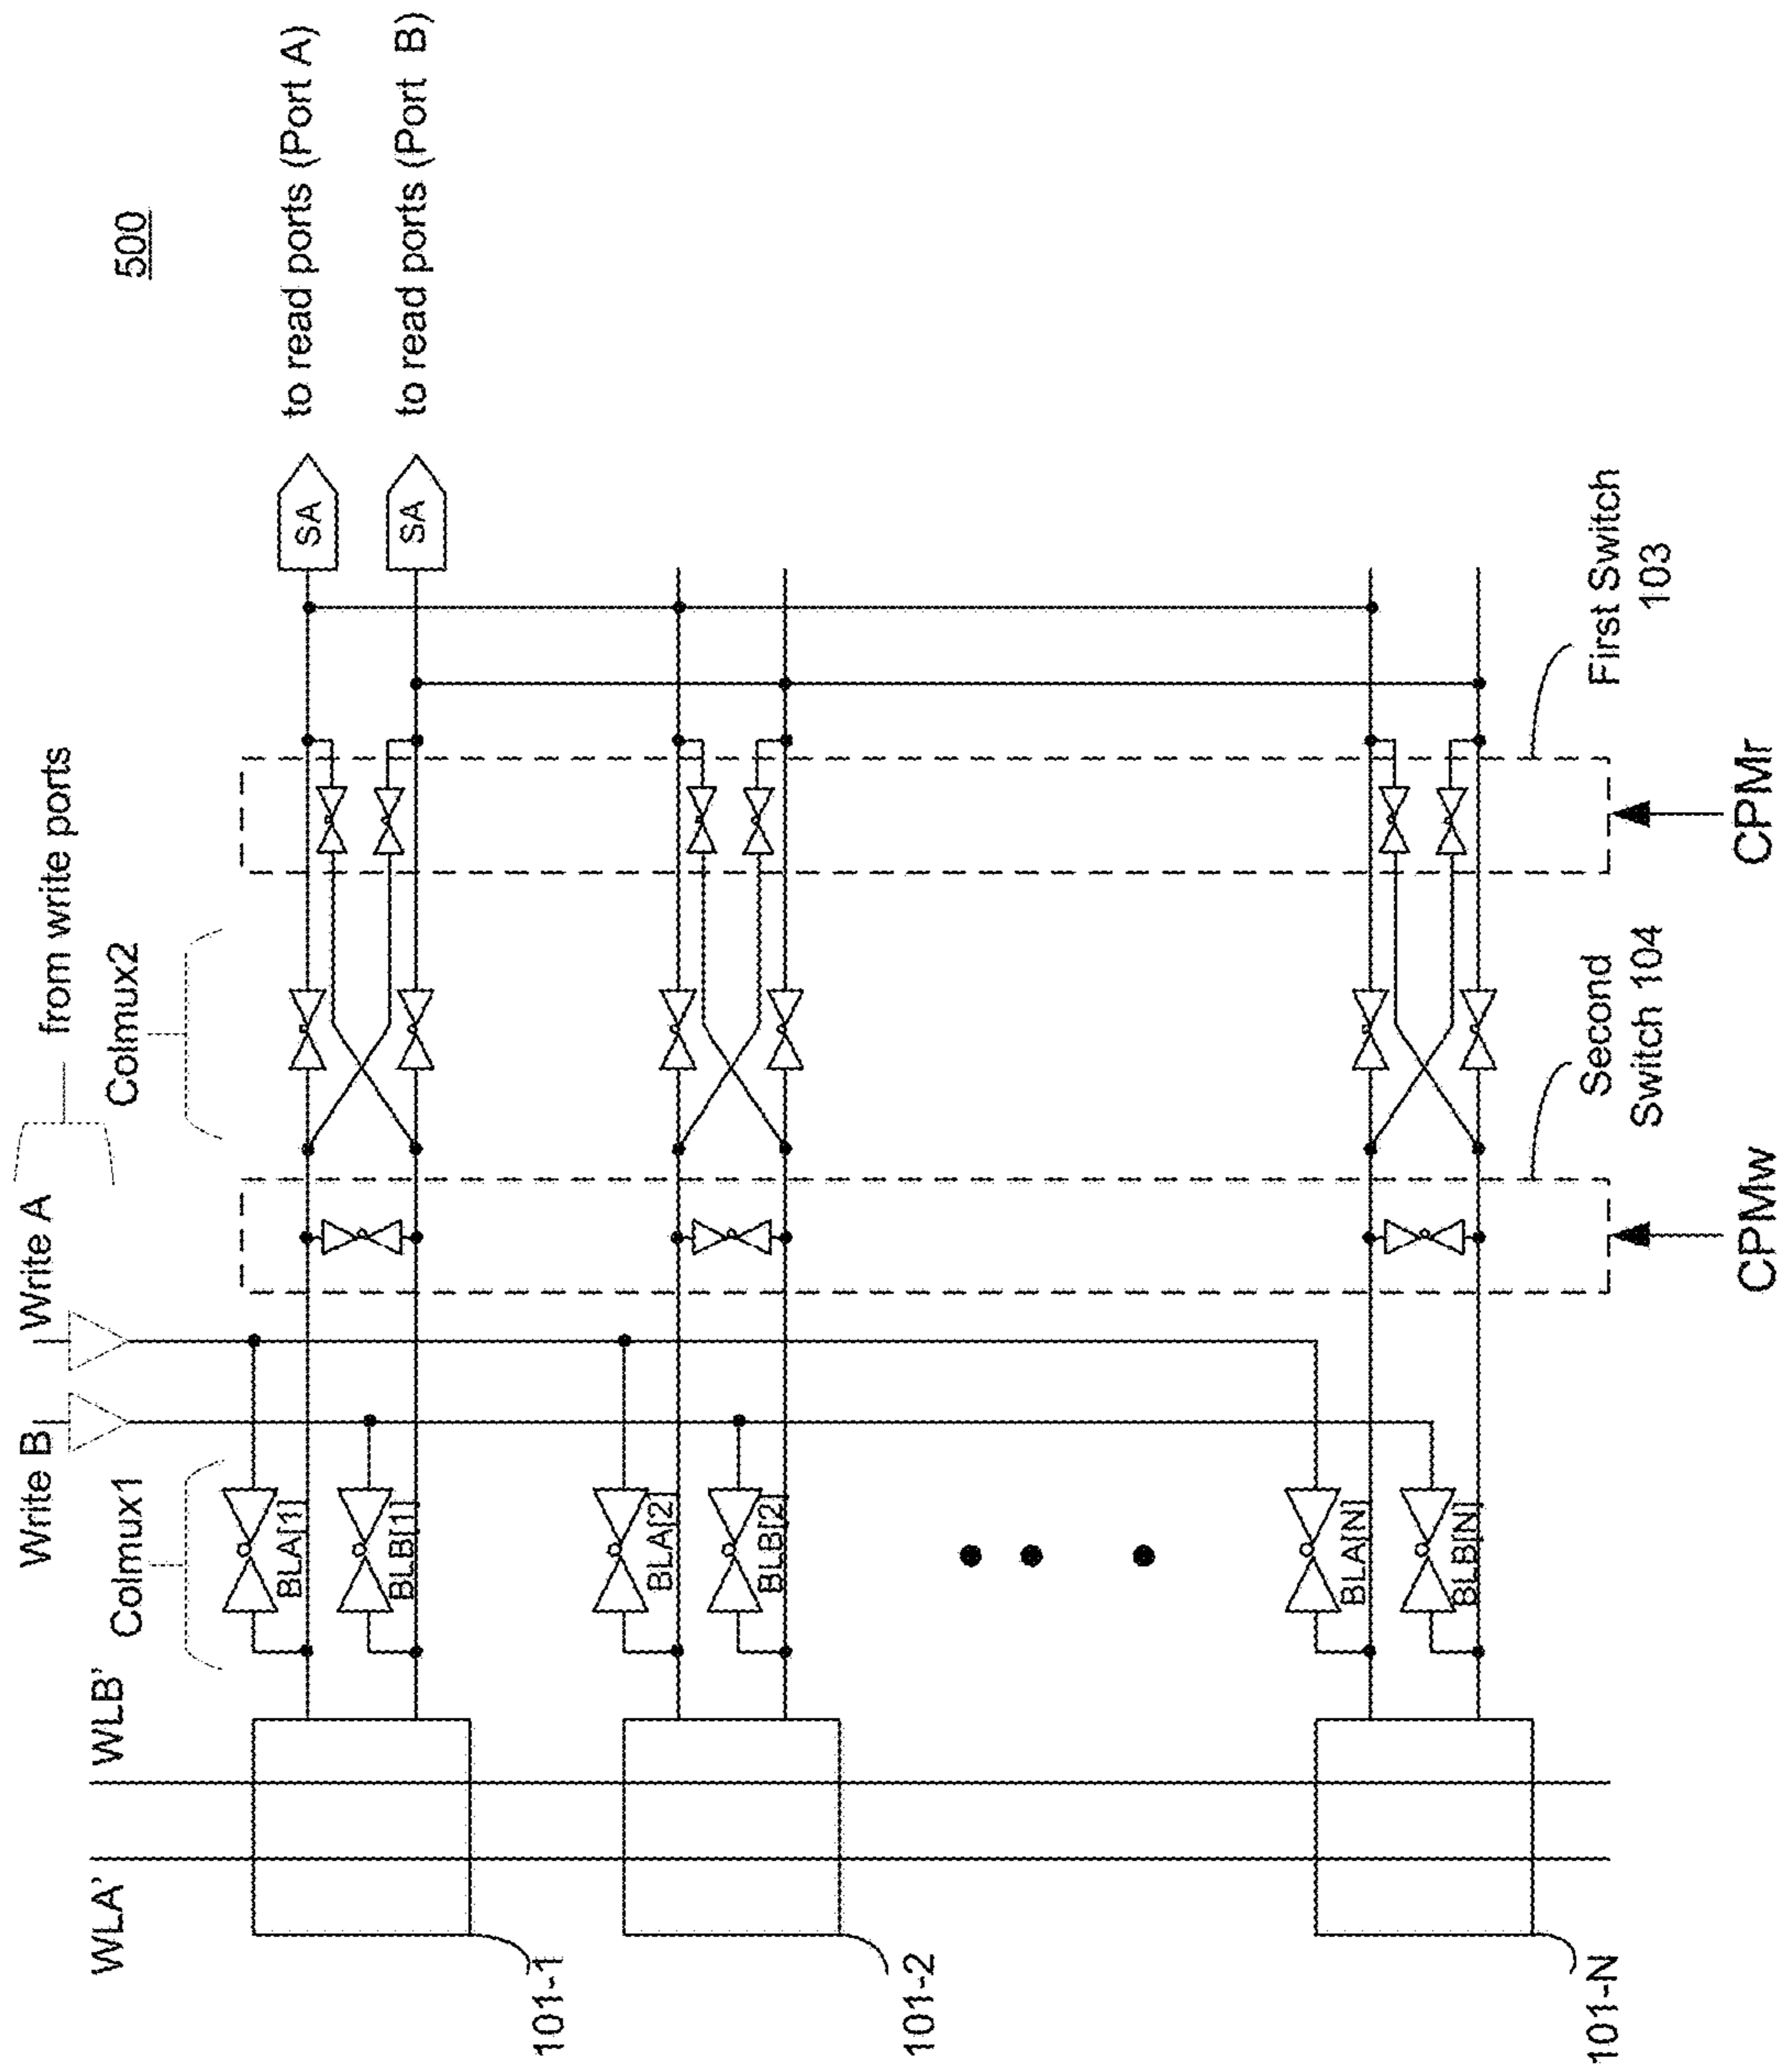 500
Write B
Write A
from write ports
Colmux1
Colmux2
WLA’
WLB’
BLA[1]
BLB[1]
BLA[2]
BLB[2]
BLA[N]
BLB[N]
SA
to read ports (Port A)
SA
to read ports (Port B)
101-1
101-2
101-N
Second
Switch 104
First Switch
103
CPMw
CPMr